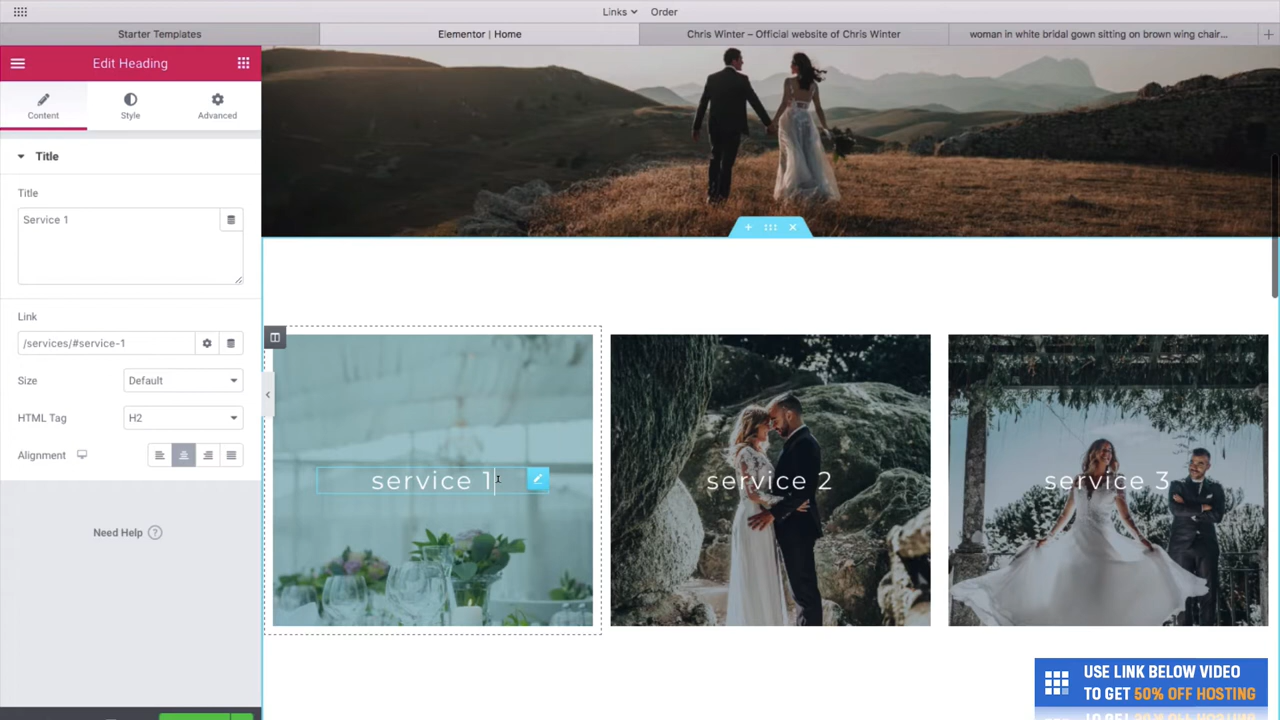 Links
Order
Starter Templates
Elementor | Home
Chris Winter – Official website of Chris Winter
woman in white bridal gown sitting on brown wing chair...
Edit Heading
Content
Style
Advanced
Title
Title
Service 1
Link
/services/#service-1
Size
Default
HTML Tag
H2
Alignment
Need Help ?
service 1
service 2
service 3
USE LINK BELOW VIDEO
TO GET 50% OFF HOSTING